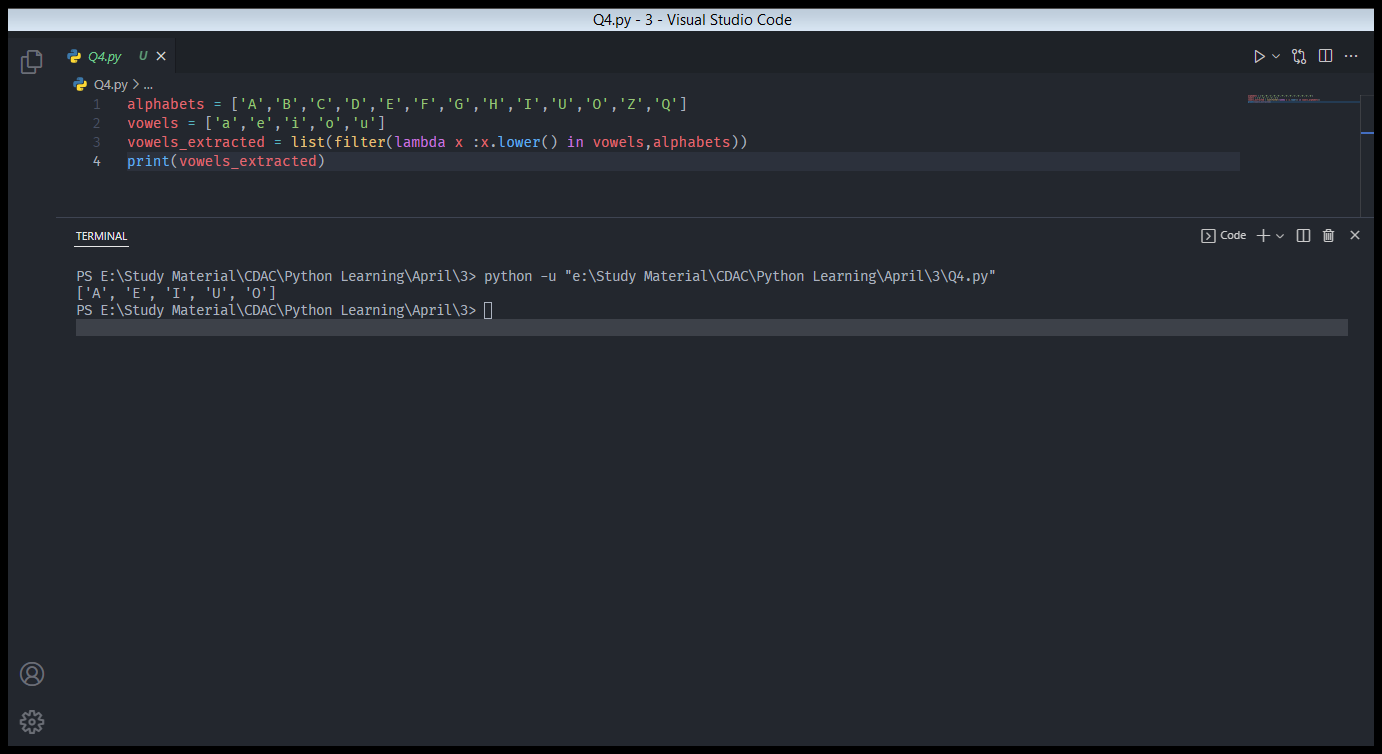 Q4.py - 3 - Visual Studio Code
Q4.py U
Q4.py > ...
1 alphabets = ['A','B','C','D','E','F','G','H','I','U','O','Z','Q']
2 vowels = ['a','e','i','o','u']
3 vowels_extracted = list(filter(lambda x :x.lower() in vowels,alphabets))
4 print(vowels_extracted)
TERMINAL
Code
PS E:\Study Material\CDAC\Python Learning\April\3> python -u "e:\Study Material\CDAC\Python Learning\April\3\Q4.py"
['A', 'E', 'I', 'U', 'O']
PS E:\Study Material\CDAC\Python Learning\April\3>